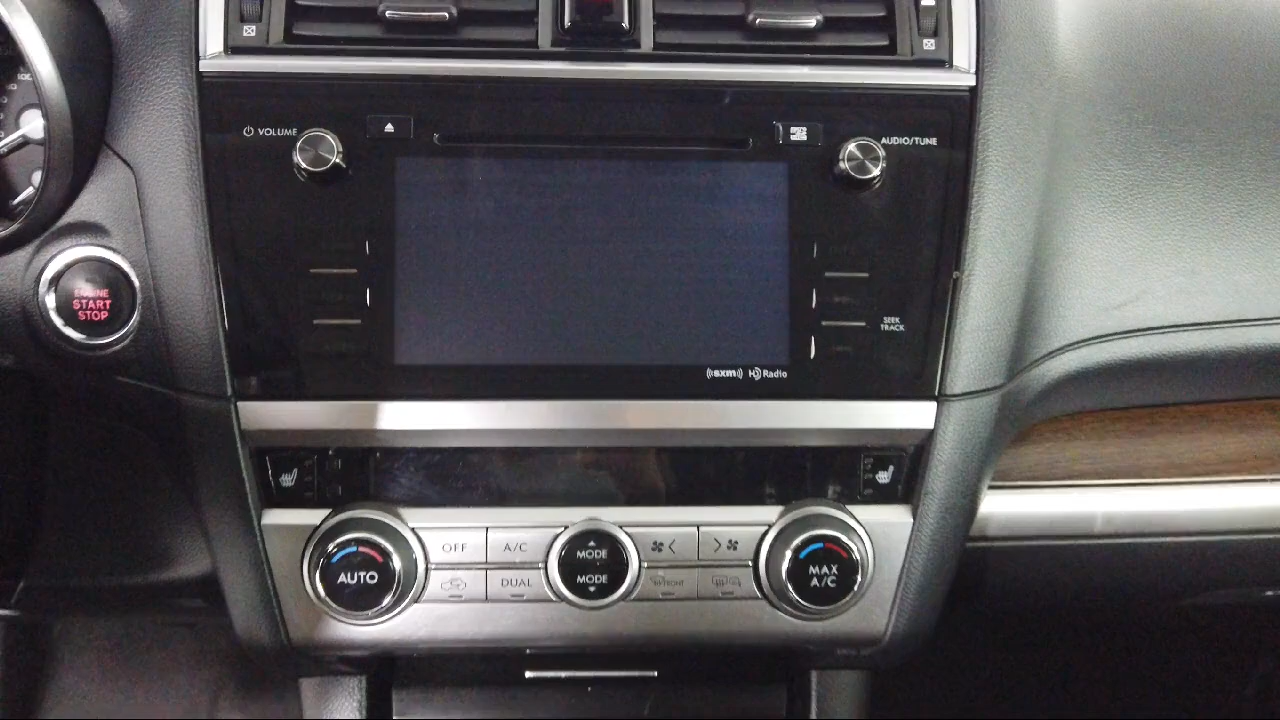 VOLUME
AUDIO/TUNE
ENGINE
START
STOP
SEEK
TRACK
sxm
HD Radio
OFF
A/C
MODE
AUTO
DUAL
MODE
MAX
A/C